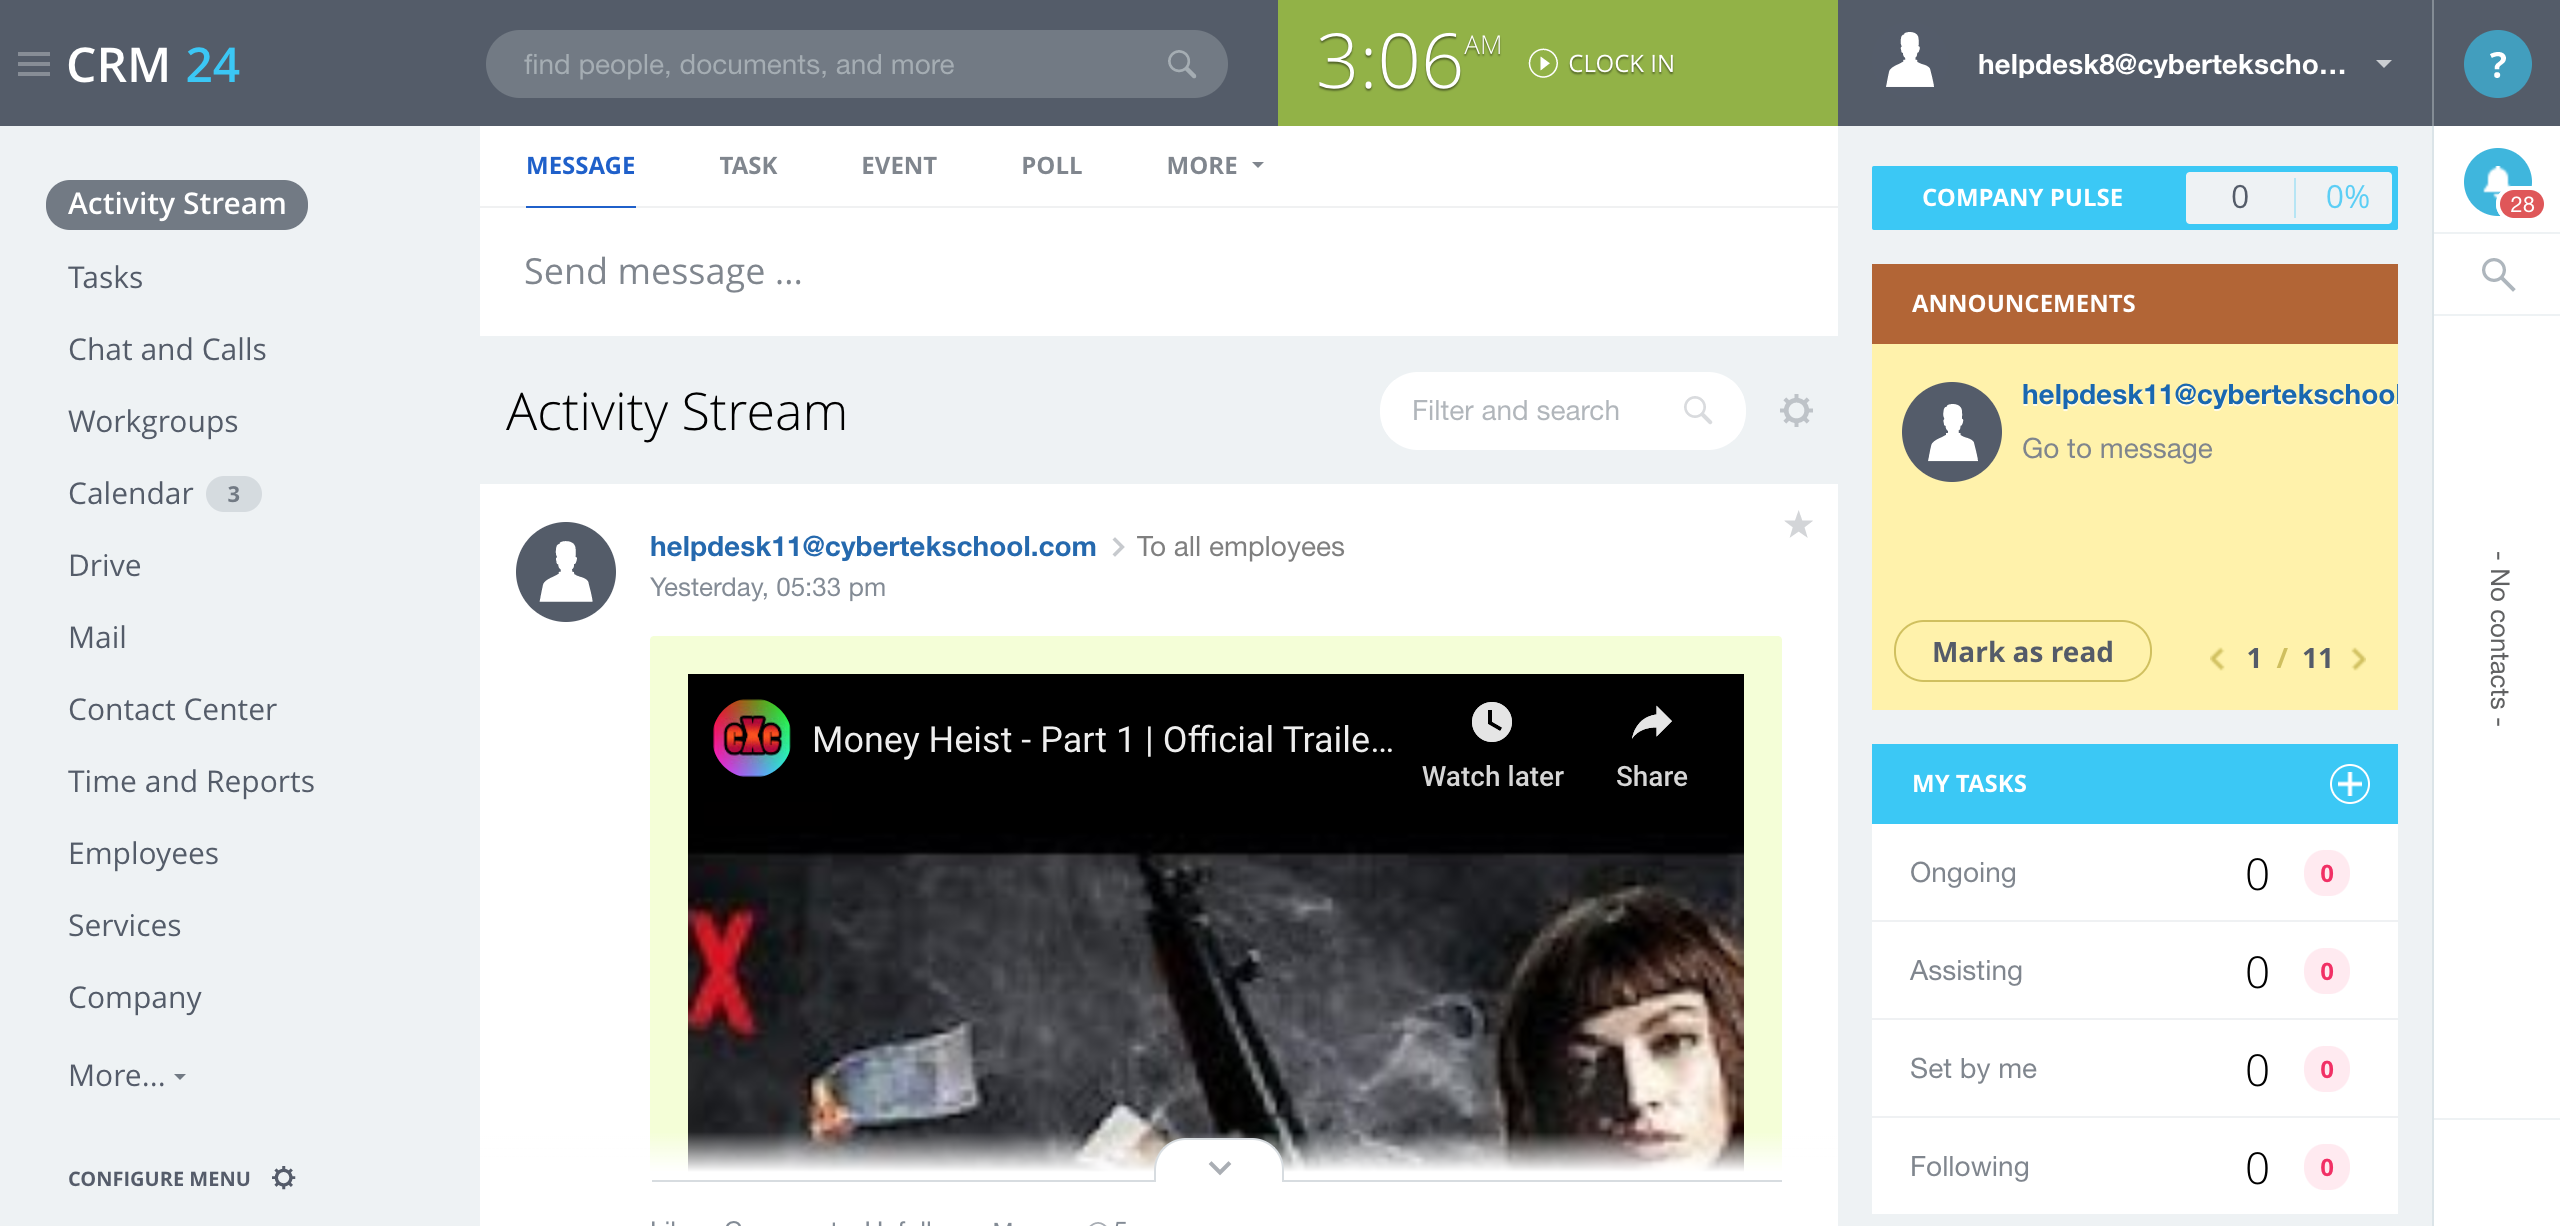 CRM 24
find people, documents, and more
3:06 AM
CLOCK IN
helpdesk8@cybertekscho...
?
Activity Stream
Tasks
Chat and Calls
Workgroups
Calendar 3
Drive
Mail
Contact Center
Time and Reports
Employees
Services
Company
More...
CONFIGURE MENU
MESSAGE TASK EVENT POLL MORE
Send message ...
Activity Stream
Filter and search
helpdesk11@cybertekschool.com To all employees
Yesterday, 05:33 pm
cXc
Money Heist - Part 1 | Official Traile...
Watch later
Share
X
COMPANY PULSE 0 0%
ANNOUNCEMENTS
helpdesk11@cybertekschool
Go to message
Mark as read
1 / 11
MY TASKS
Ongoing 0 0
Assisting 0 0
Set by me 0 0
Following 0 0
28
- No contacts -